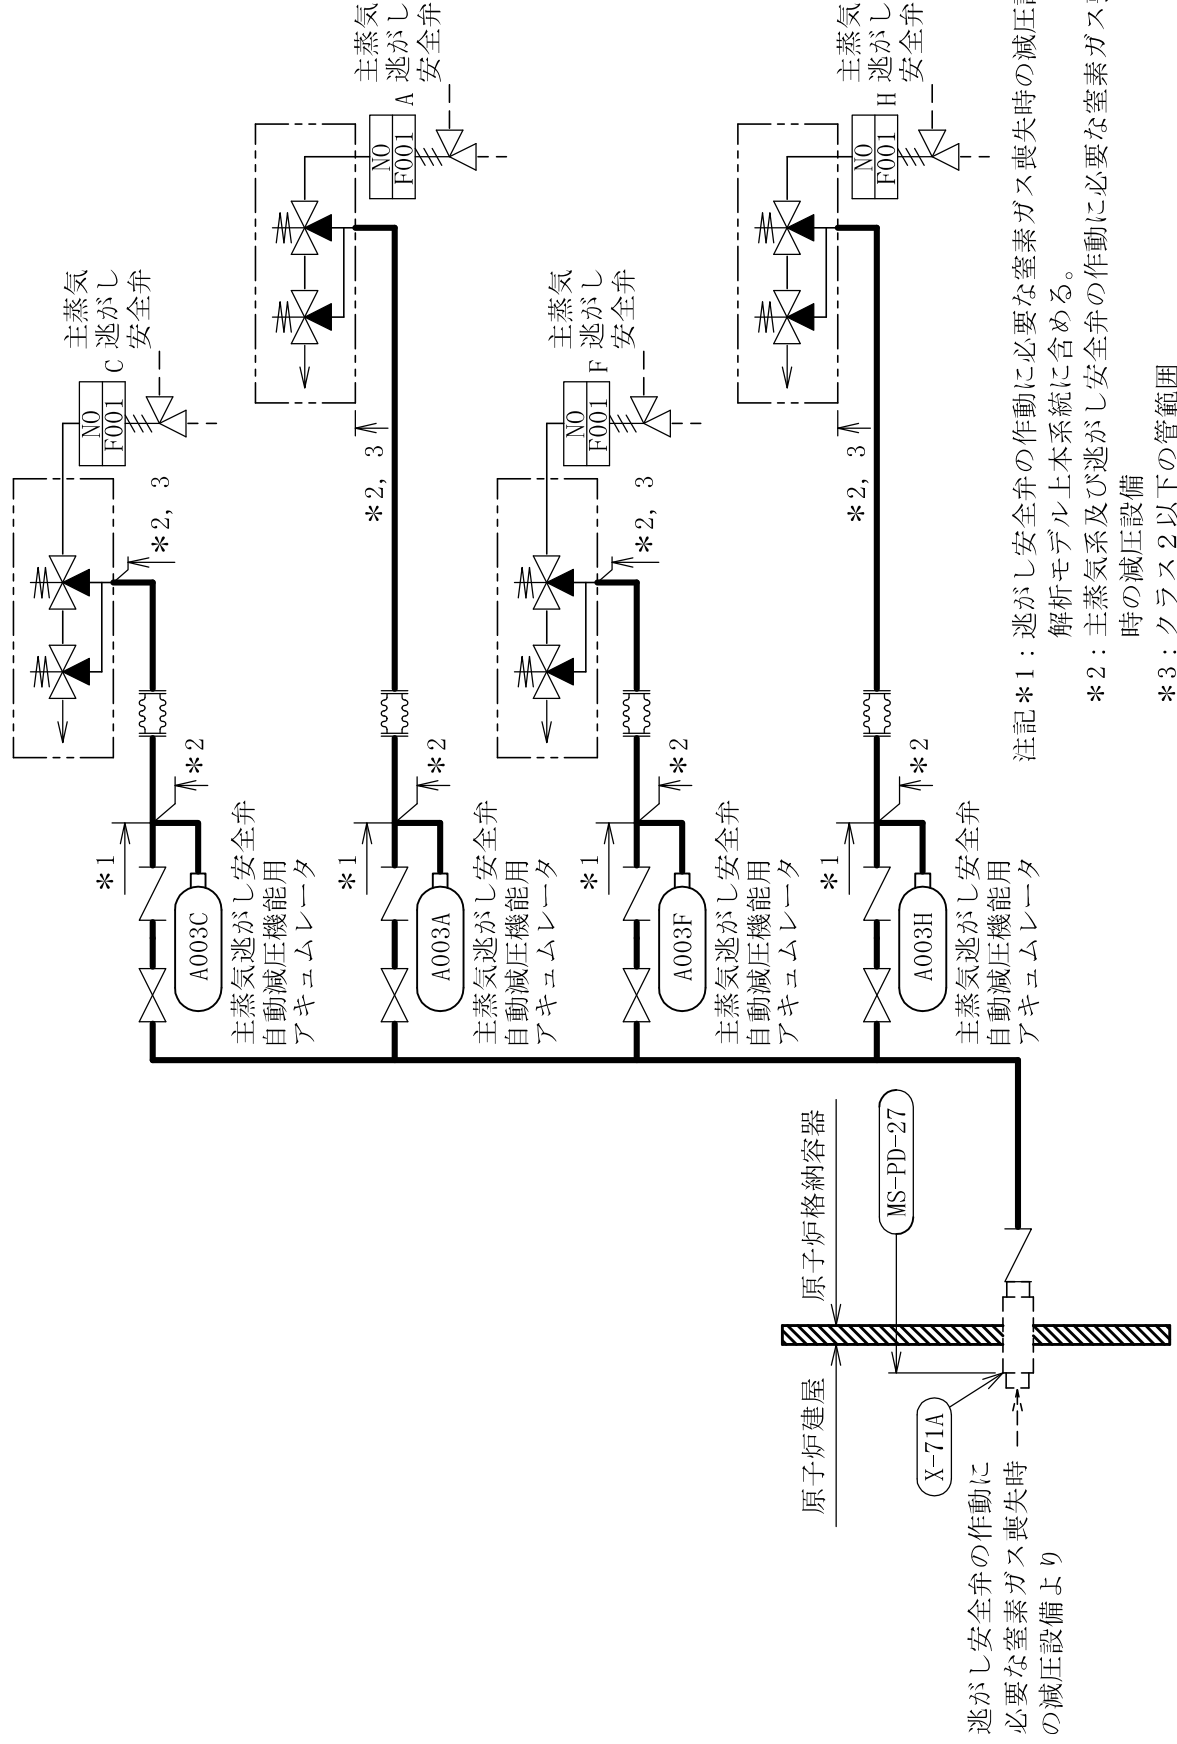 主蒸気
逃がし
安全弁
NO
F001
C
*2, 3
*1
*2
A003C
主蒸気逃がし安全弁
自動減圧機能用
アキュムレータ
主蒸気
逃がし
安全弁
NO
F001
A
*2, 3
*1
*2
A003A
主蒸気逃がし安全弁
自動減圧機能用
アキュムレータ
主蒸気
逃がし
安全弁
NO
F001
F
*2, 3
*1
*2
A003F
主蒸気逃がし安全弁
自動減圧機能用
アキュムレータ
主蒸気
逃がし
安全弁
NO
F001
H
*2, 3
*1
*2
A003H
主蒸気逃がし安全弁
自動減圧機能用
アキュムレータ
原子炉建屋
原子炉格納容器
MS-PD-27
X-71A
逃がし安全弁の作動に
必要な窒素ガス喪失時
の減圧設備より
注記*1：逃がし安全弁の作動に必要な窒素ガス喪失時の減圧
解析モデル上本系統に含める。
*2：主蒸気系及び逃がし安全弁の作動に必要な窒素ガス
時の減圧設備
*3：クラス２以下の管範囲